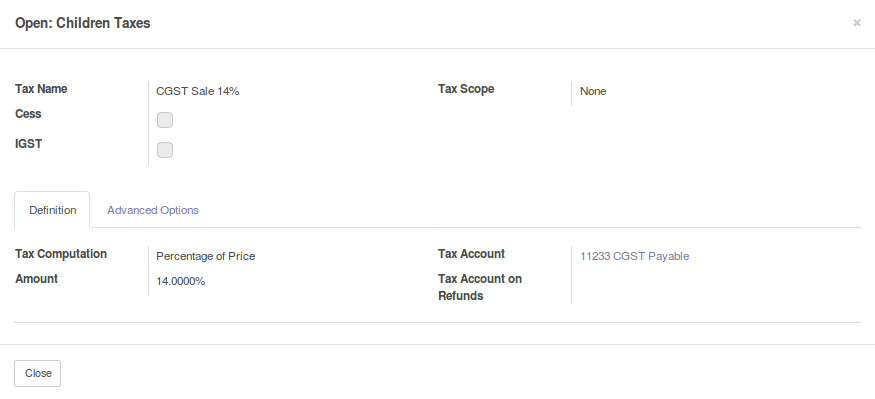 Open: Children Taxes ×
Tax Name CGST Sale 14% Tax Scope None
Cess
IGST
Definition Advanced Options
Tax Computation Percentage of Price Tax Account 11233 CGST Payable
Amount 14.0000% Tax Account on
Refunds
Close